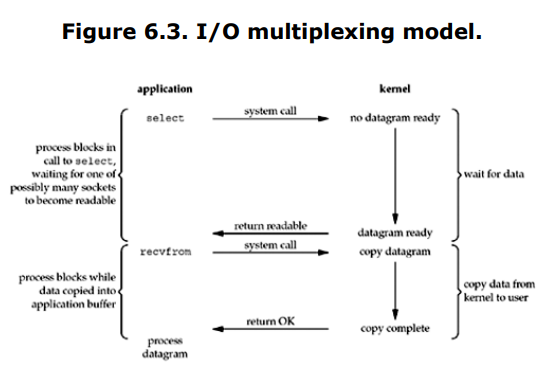 Figure 6.3. I/O multiplexing model.
application
kernel
select
system call
no datagram ready
process blocks in
call to select,
waiting for one of
possibly many sockets
to become readable
wait for data
return readable
datagram ready
recvfrom
system call
copy datagram
process blocks while
data copied into
application buffer
copy data from
kernel to user
return OK
copy complete
process
datagram